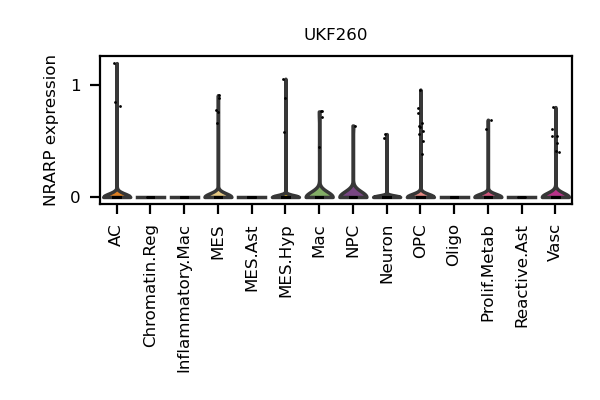 UKF260
NRARP expression
1
0
AC
Chromatin.Reg
Inflammatory.Mac
MES
MES.Ast
MES.Hyp
Mac
NPC
Neuron
OPC
Oligo
Prolif.Metab
Reactive.Ast
Vasc